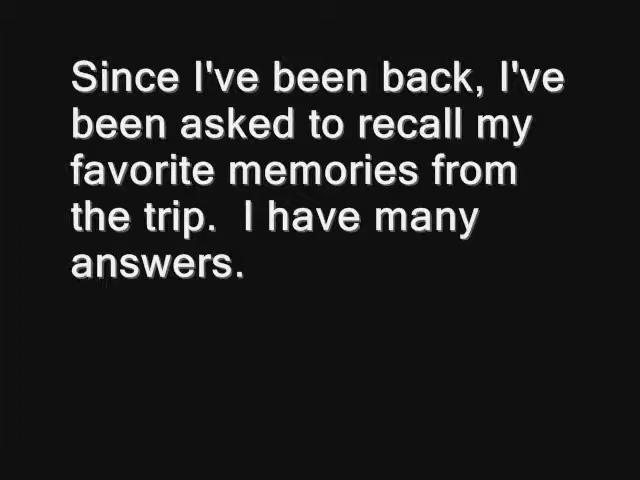 Since I've been back, I've
been asked to recall my
favorite memories from
the trip.  I have many
answers.